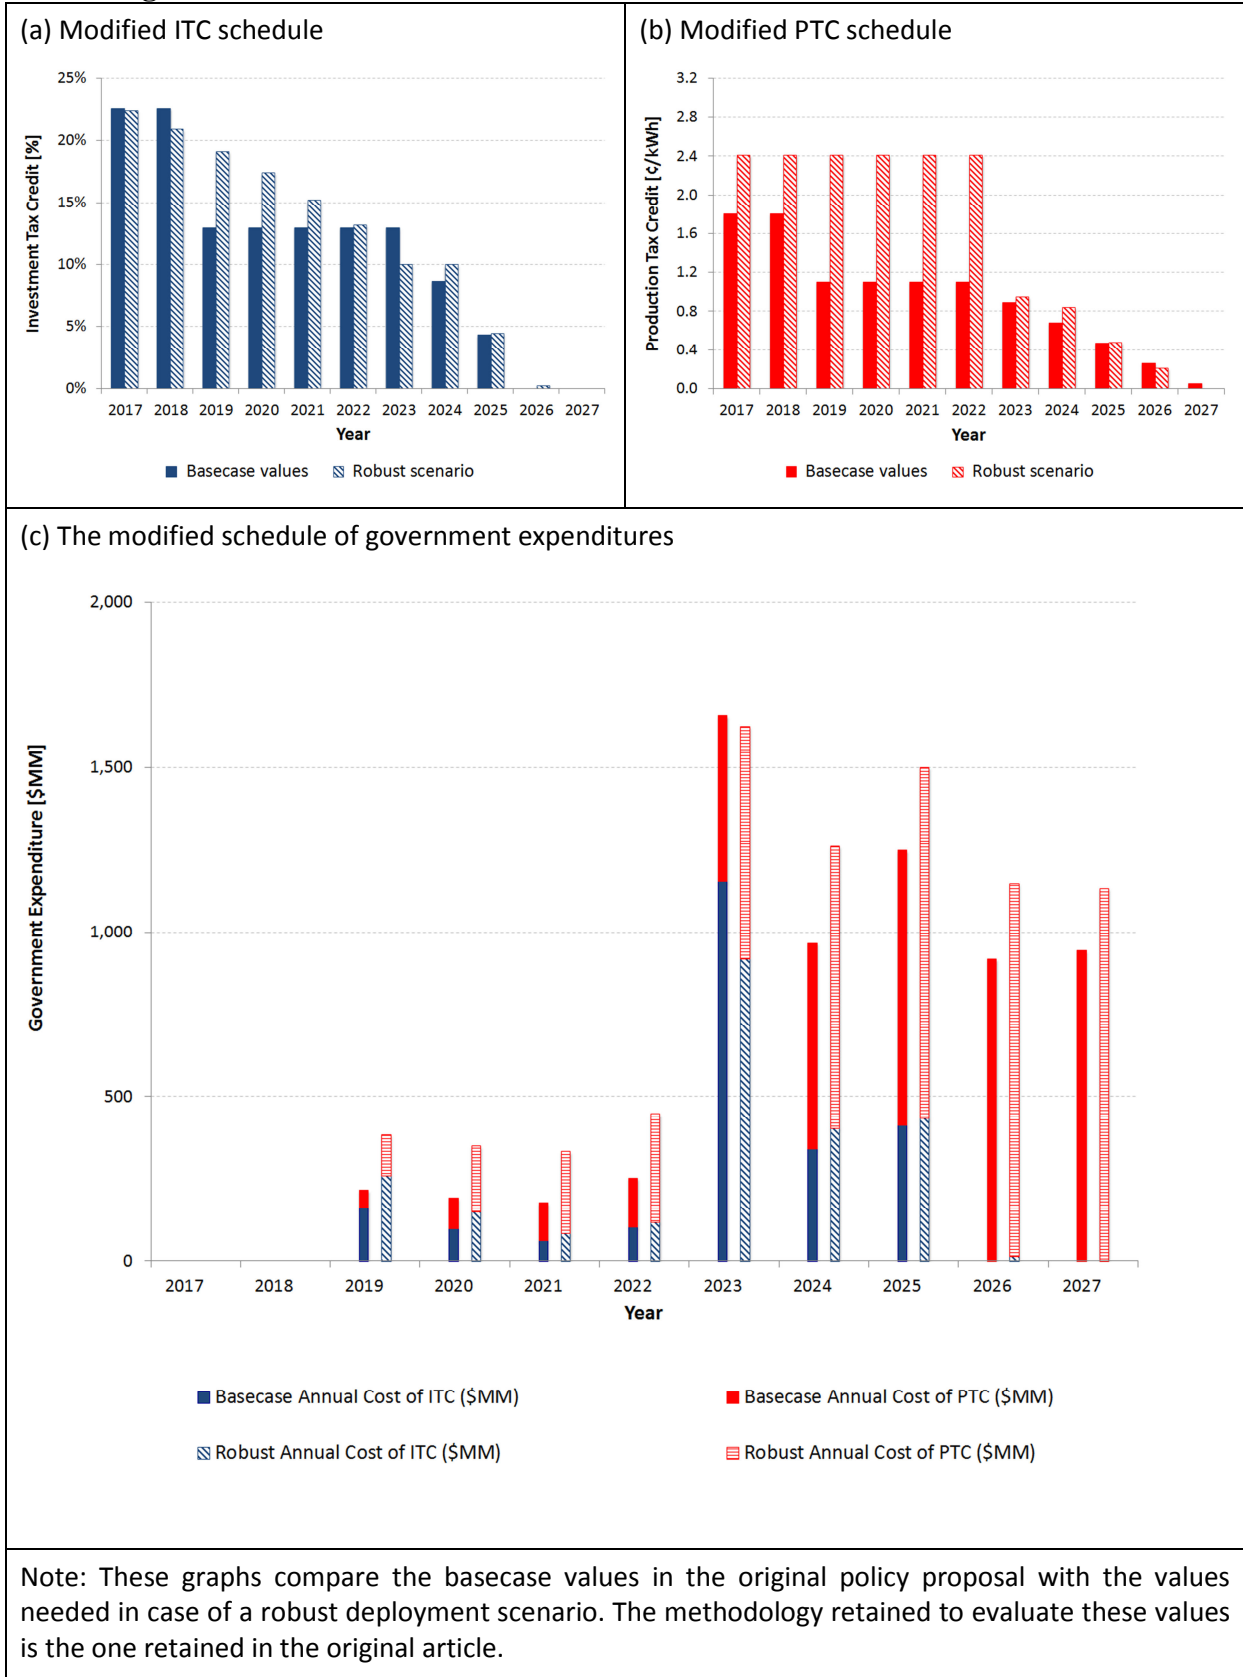 (a) Modified ITC schedule
25%
20%
15%
10%
5%
0%
Investment Tax Credit [%]
2017 2018 2019 2020 2021 2022 2023 2024 2025 2026 2027
Year
Basecase values Robust scenario
(b) Modified PTC schedule
3.2
2.8
2.4
2.0
1.6
1.2
0.8
0.4
0.0
Production Tax Credit [¢/kWh]
2017 2018 2019 2020 2021 2022 2023 2024 2025 2026 2027
Year
Basecase values Robust scenario
(c) The modified schedule of government expenditures
2,000
1,500
1,000
500
0
Government Expenditure [$MM]
2017 2018 2019 2020 2021 2022 2023 2024 2025 2026 2027
Year
Basecase Annual Cost of ITC ($MM) Basecase Annual Cost of PTC ($MM)
Robust Annual Cost of ITC ($MM) Robust Annual Cost of PTC ($MM)
Note: These graphs compare the basecase values in the original policy proposal with the values
needed in case of a robust deployment scenario. The methodology retained to evaluate these values
is the one retained in the original article.